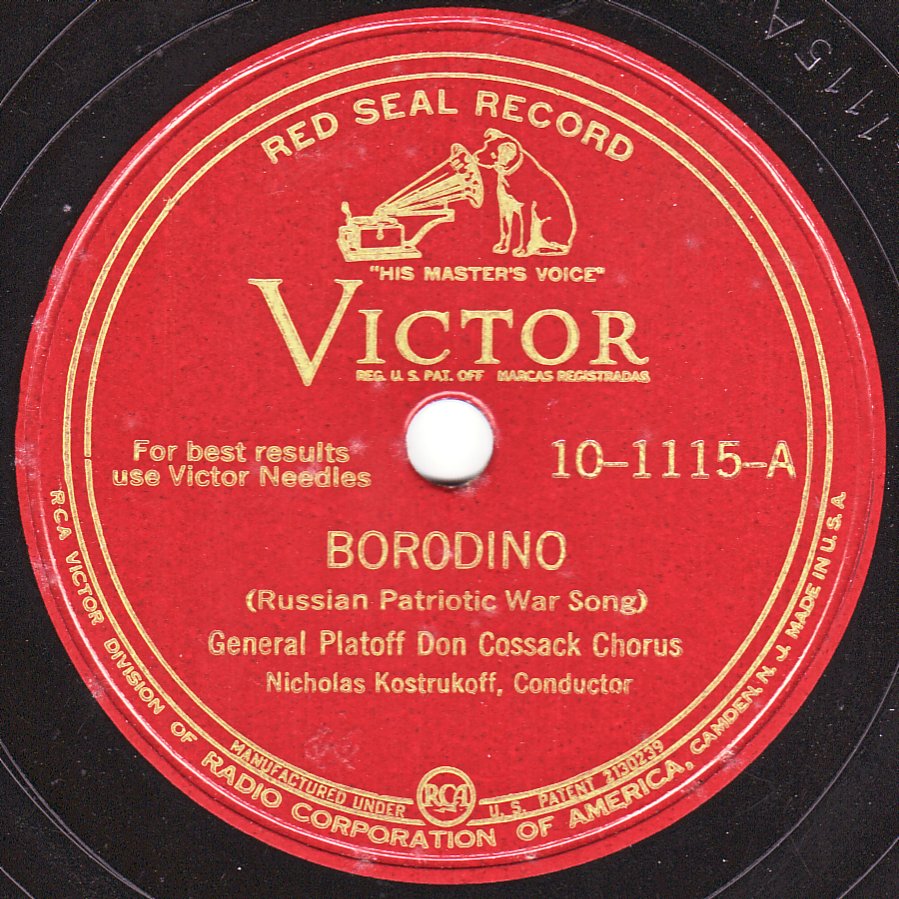 115A
RED SEAL RECORD
"HIS MASTER'S VOICE"
VICTOR
REG. U. S. PAT. OFF MARCAS REGISTRADAS
For best results
use Victor Needles
10-1115-A
BORODINO
(Russian Patriotic War Song)
General Platoff Don Cossack Chorus
Nicholas Kostrukoff, Conductor
MANUFACTURED UNDER RCA U. S. PATENT 2130239
RCA VICTOR DIVISION OF RADIO CORPORATION OF AMERICA, CAMDEN, N. J. MADE IN U. S. A